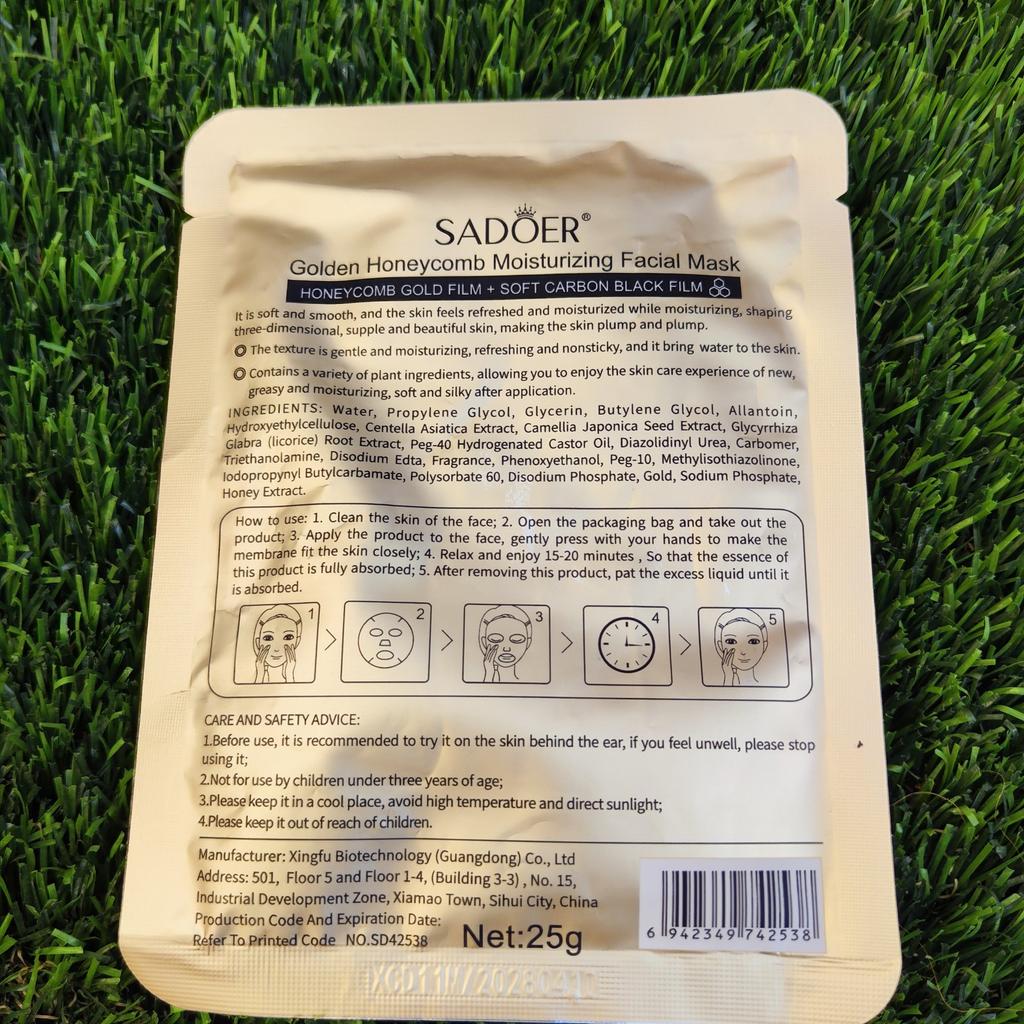 SADOER®
Golden Honeycomb Moisturizing Facial Mask
HONEYCOMB GOLD FILM + SOFT CARBON BLACK FILM
It is soft and smooth, and the skin feels refreshed and moisturized while moisturizing, shaping
three-dimensional, supple and beautiful skin, making the skin plump and plump.
The texture is gentle and moisturizing, refreshing and nonsticky, and it bring water to the skin.
Contains a variety of plant ingredients, allowing you to enjoy the skin care experience of new,
greasy and moisturizing, soft and silky after application.
INGREDIENTS: Water, Propylene Glycol, Glycerin, Butylene Glycol, Allantoin,
Hydroxyethylcellulose, Centella Asiatica Extract, Camellia Japonica Seed Extract, Glycyrrhiza
Glabra (licorice) Root Extract, Peg-40 Hydrogenated Castor Oil, Diazolidinyl Urea, Carbomer,
Triethanolamine, Disodium Edta, Fragrance, Phenoxyethanol, Peg-10, Methylisothiazolinone,
Iodopropynyl Butylcarbamate, Polysorbate 60, Disodium Phosphate, Gold, Sodium Phosphate,
Honey Extract.
How to use: 1. Clean the skin of the face; 2. Open the packaging bag and take out the
product; 3. Apply the product to the face, gently press with your hands to make the
membrane fit the skin closely; 4. Relax and enjoy 15-20 minutes , So that the essence of
this product is fully absorbed; 5. After removing this product, pat the excess liquid until it
is absorbed.
1 2 3 4 5
CARE AND SAFETY ADVICE:
1.Before use, it is recommended to try it on the skin behind the ear, if you feel unwell, please stop
using it;
2.Not for use by children under three years of age;
3.Please keep it in a cool place, avoid high temperature and direct sunlight;
4.Please keep it out of reach of children.
Manufacturer: Xingfu Biotechnology (Guangdong) Co., Ltd
Address: 501, Floor 5 and Floor 1-4, (Building 3-3) , No. 15,
Industrial Development Zone, Xiamao Town, Sihui City, China
Production Code And Expiration Date:
Refer To Printed Code NO.SD42538
Net:25g
6 942349 742538